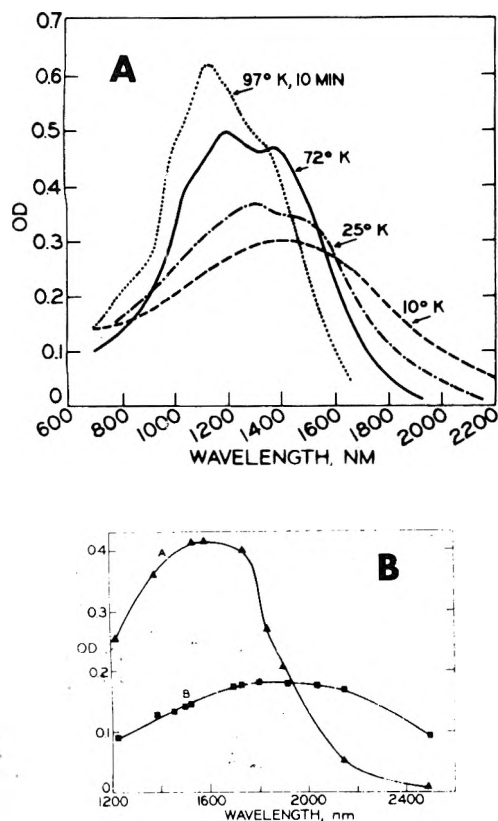 A
0.7
0.6
0.5
0.4
0.3
0.2
0.1
0
OD
97° K, 10 MIN
72° K
25° K
10° K
600 800 1000 1200 1400 1600 1800 2000 2200
WAVELENGTH, NM
B
0.4
0.3
OD
0.2
0.1
0
A
B
1200 1600 2000 2400
WAVELENGTH, nm